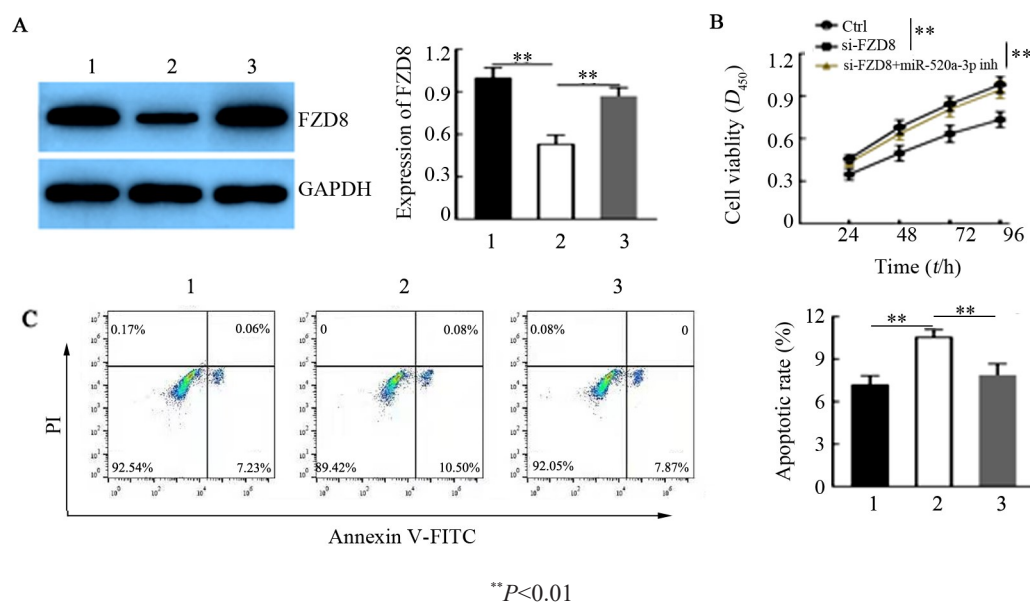 A
1 2 3
FZD8
GAPDH
Expression of FZD8
1.2
0.9
0.6
0.3
0
**
**
1 2 3
B
Ctrl
si-FZD8
si-FZD8+miR-520a-3p inh
**
**
Cell viablity (D450)
1.2
0.9
0.6
0.3
0
24 48 72 96
Time (t/h)
C
1 2 3
PI
0.17% 0.06%
92.54% 7.23%
0 0.08%
89.42% 10.50%
0.08% 0
92.05% 7.87%
Annexin V-FITC
Apoptotic rate (%)
12
9
6
3
0
**
**
1 2 3
**P<0.01